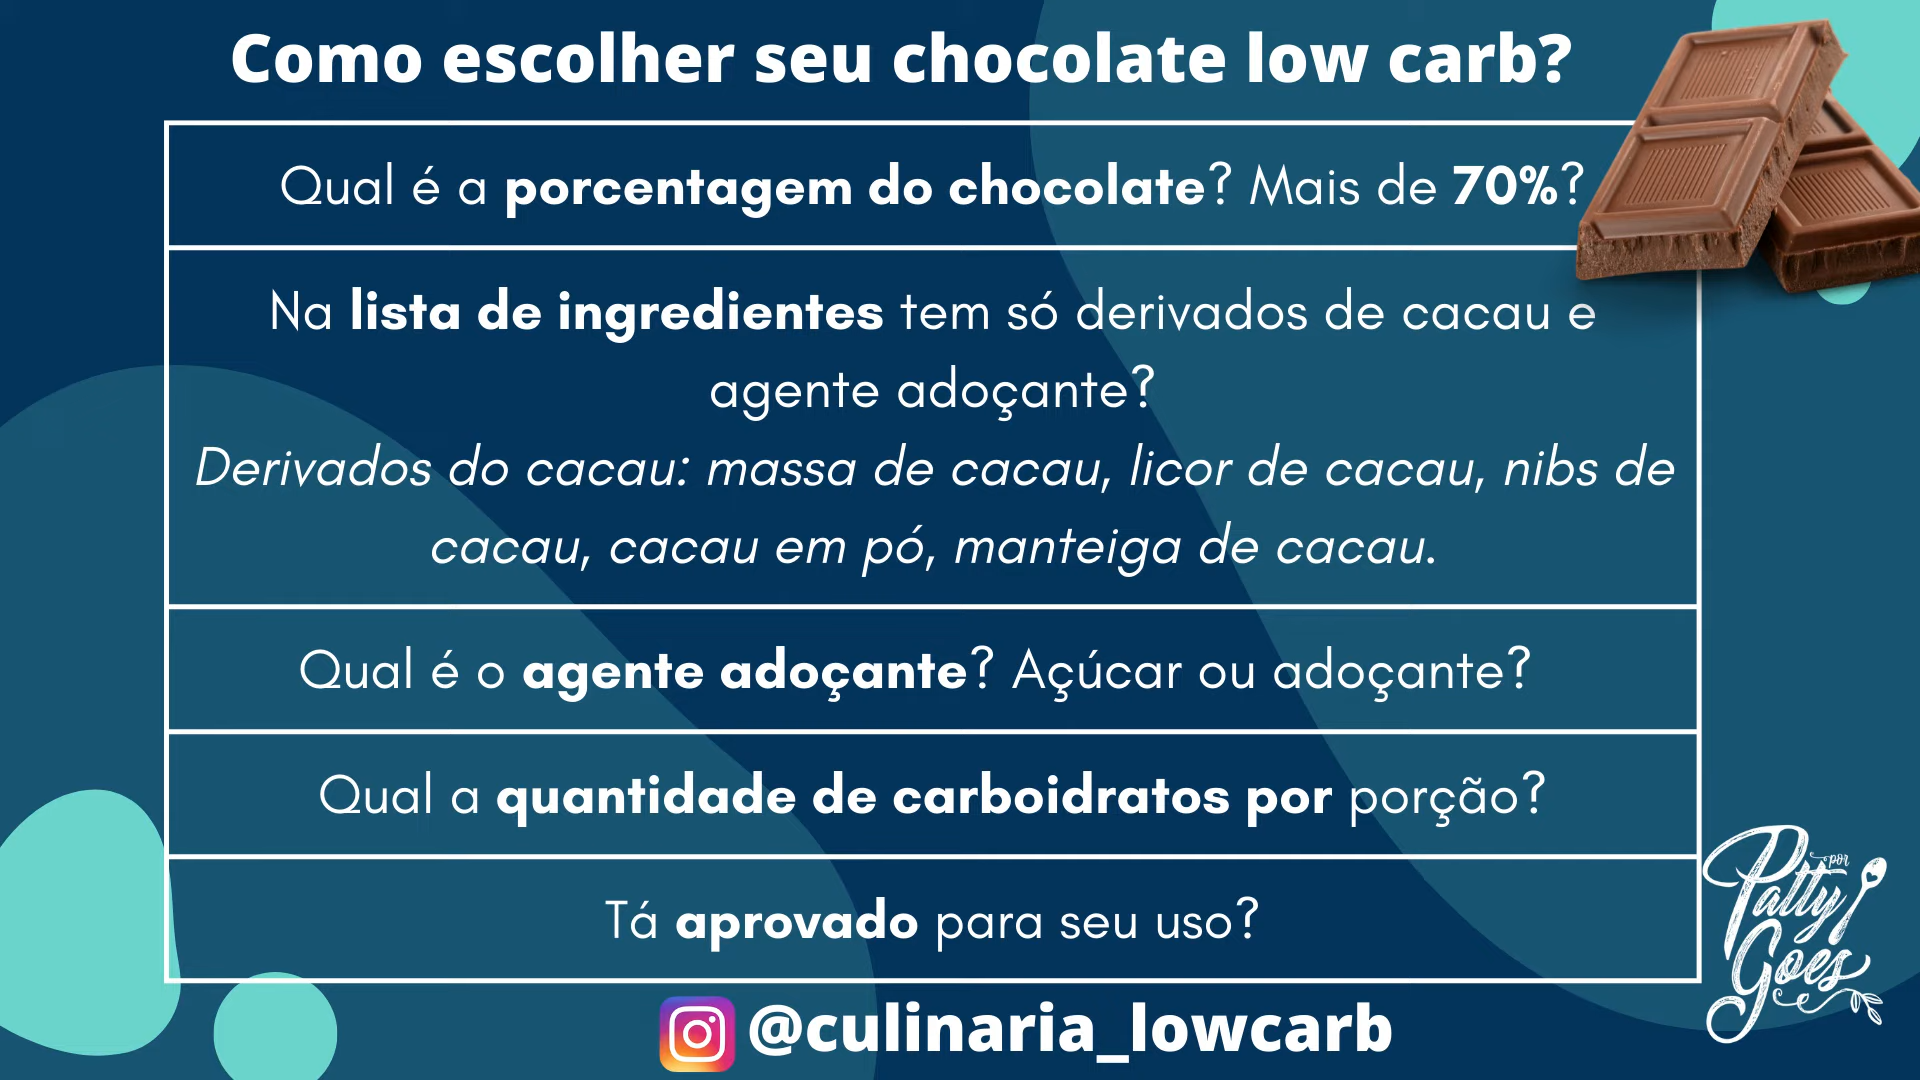 Como escolher seu chocolate low carb?
Qual é a porcentagem do chocolate? Mais de 70%?
Na lista de ingredientes tem só derivados de cacau e
agente adoçante?
Derivados do cacau: massa de cacau, licor de cacau, nibs de
cacau, cacau em pó, manteiga de cacau.
Qual é o agente adoçante? Açúcar ou adoçante?
Qual a quantidade de carboidratos por porção?
Tá aprovado para seu uso?
por
Patty
Goes
@culinaria_lowcarb